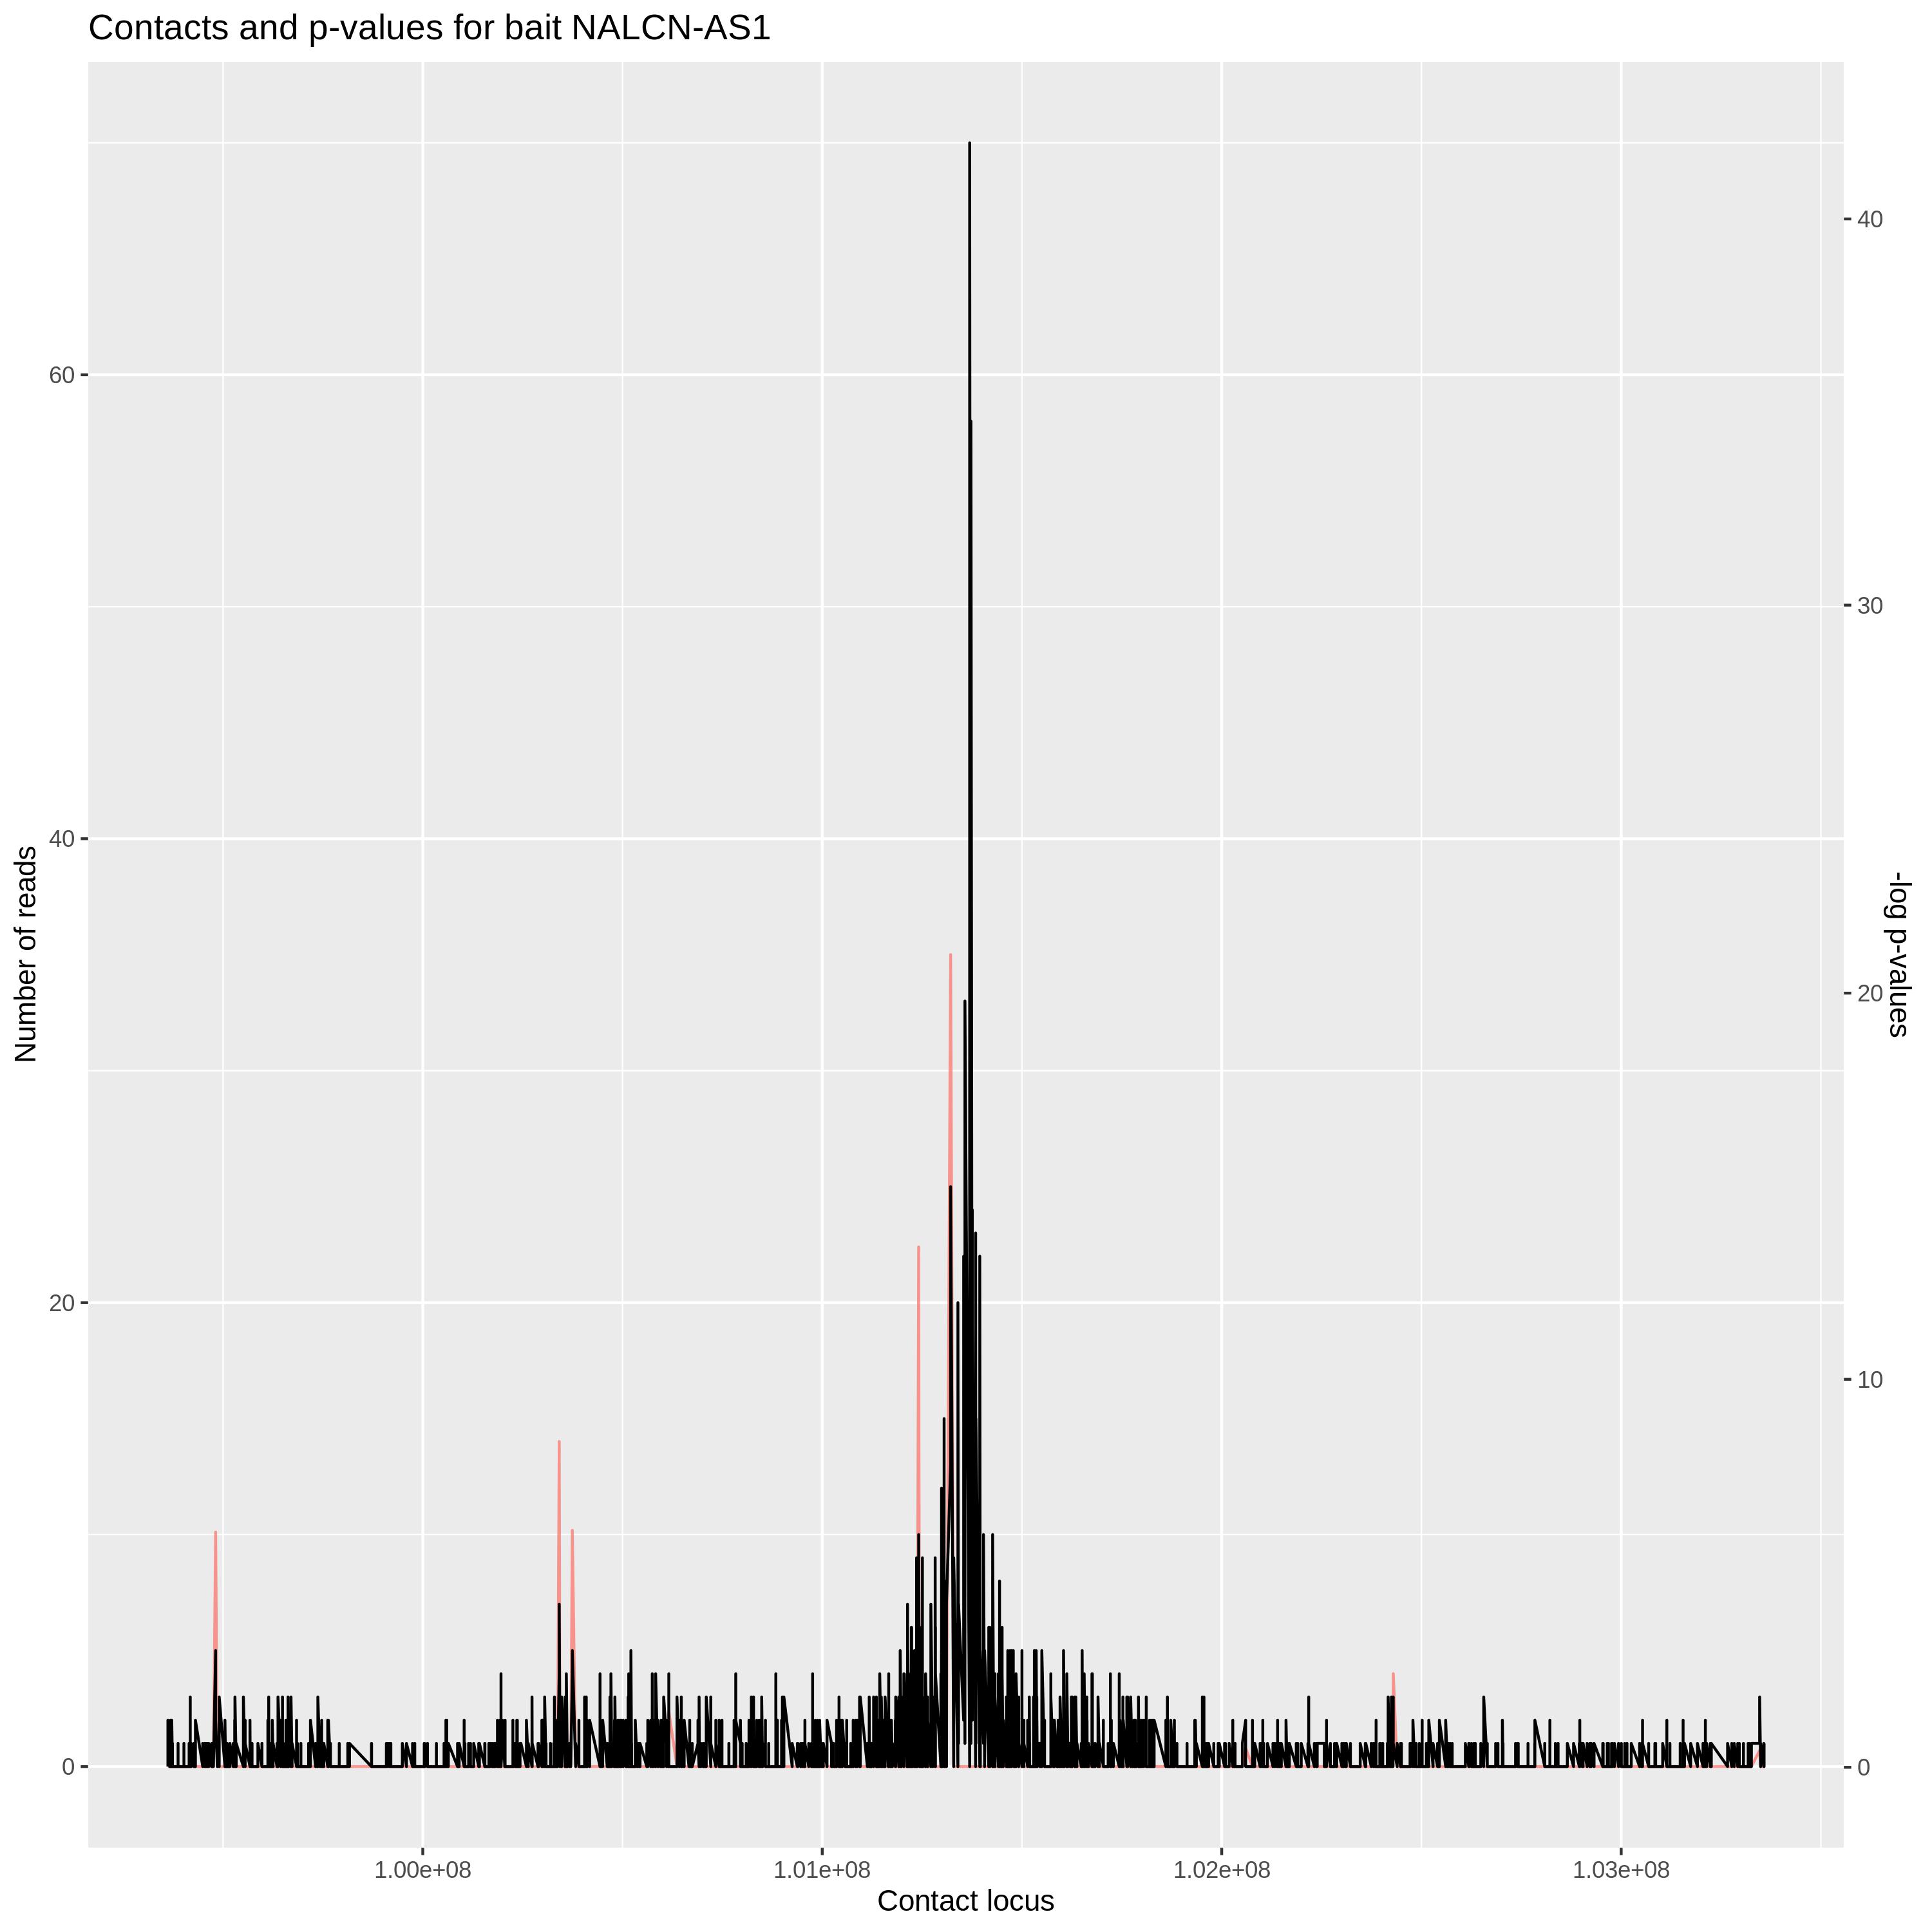 Contacts and p-values for bait NALCN-AS1
60
40
20
0
Number of reads
40
30
20
10
0
-log p-values
1.00e+08 1.01e+08 1.02e+08 1.03e+08
Contact locus